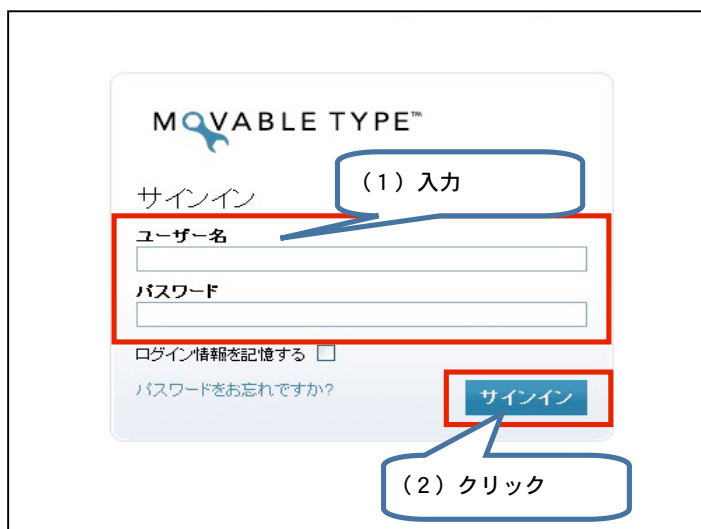 MOVABLE TYPE™
サインイン
（１）入力
ユーザー名
パスワード
ログイン情報を記憶する
パスワードをお忘れですか?
サインイン
（２）クリック